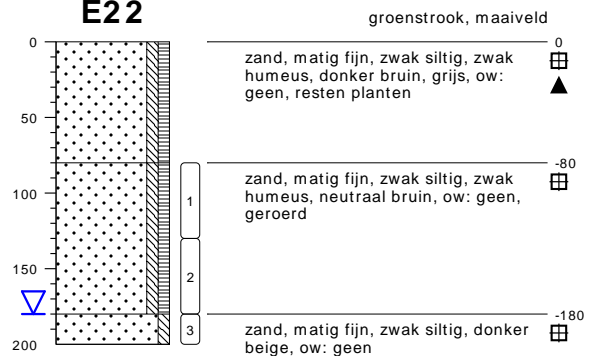 E22
groenstrook, maaiveld
0
50
100
150
200
1
2
3
0
zand, matig fijn, zwak siltig, zwak
humeus, donker bruin, grijs, ow:
geen, resten planten
-80
zand, matig fijn, zwak siltig, zwak
humeus, neutraal bruin, ow: geen,
geroerd
-180
zand, matig fijn, zwak siltig, donker
beige, ow: geen